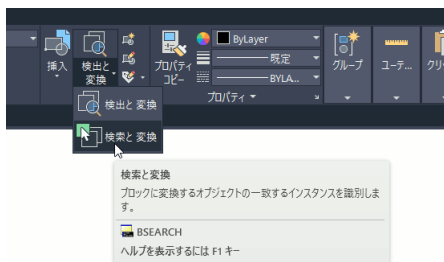 ByLayer
既定
BYLA...
挿入
検出と
変換
プロパティ
コピー
グループ
ユーテ...
クリ
プロパティ
検出と変換
検索と変換
検索と変換
ブロックに変換するオブジェクトの一致するインスタンスを識別しま
す。
BSEARCH
ヘルプを表示するには F1 キー